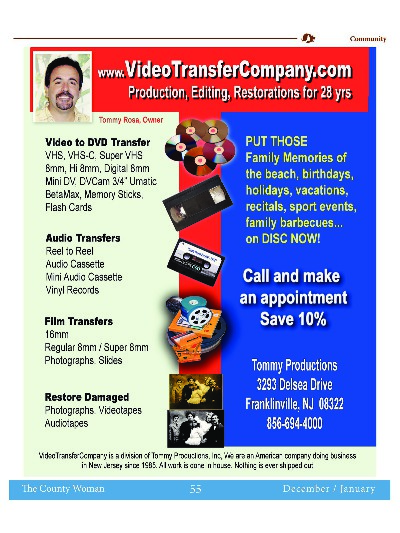 Community
www.VideoTransferCompany.com
Production, Editing, Restorations for 28 yrs
Tommy Rosa, Owner
Video to DVD Transfer
VHS, VHS-C, Super VHS
8mm, Hi 8mm, Digital 8mm
Mini DV, DVCam 3/4" Umatic
BetaMax, Memory Sticks,
Flash Cards
Audio Transfers
Reel to Reel
Audio Cassette
Mini Audio Cassette
Vinyl Records
Film Transfers
16mm
Regular 8mm / Super 8mm
Photographs, Slides
Restore Damaged
Photographs, Videotapes
Audiotapes
PUT THOSE
Family Memories of
the beach, birthdays,
holidays, vacations,
recitals, sport events,
family barbecues...
on DISC NOW!
Call and make
an appointment
Save 10%
Tommy Productions
3293 Delsea Drive
Franklinville, NJ 08322
856-694-4000
VideoTransferCompany is a division of Tommy Productions, Inc, We are an American company doing business
in New Jersey since 1985. All work is done in house. Nothing is ever shipped out
The County Woman
55
December / January